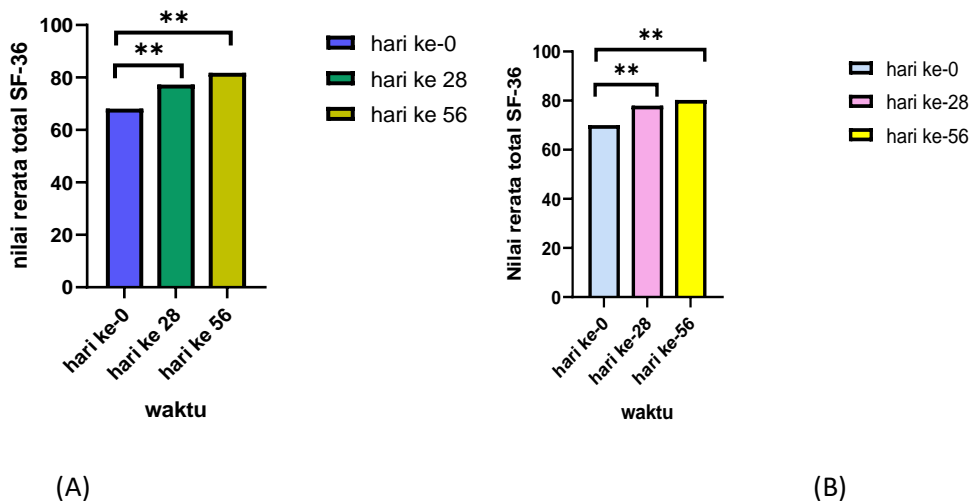 nilai rerata total SF-36
100
80
60
40
20
0
**
**
hari ke-0
hari ke 28
hari ke 56
waktu
hari ke-0
hari ke 28
hari ke 56
(A)
Nilai rerata total SF-36
100
80
60
40
20
0
**
**
hari ke-0
hari ke-28
hari ke-56
waktu
hari ke-0
hari ke-28
hari ke-56
(B)